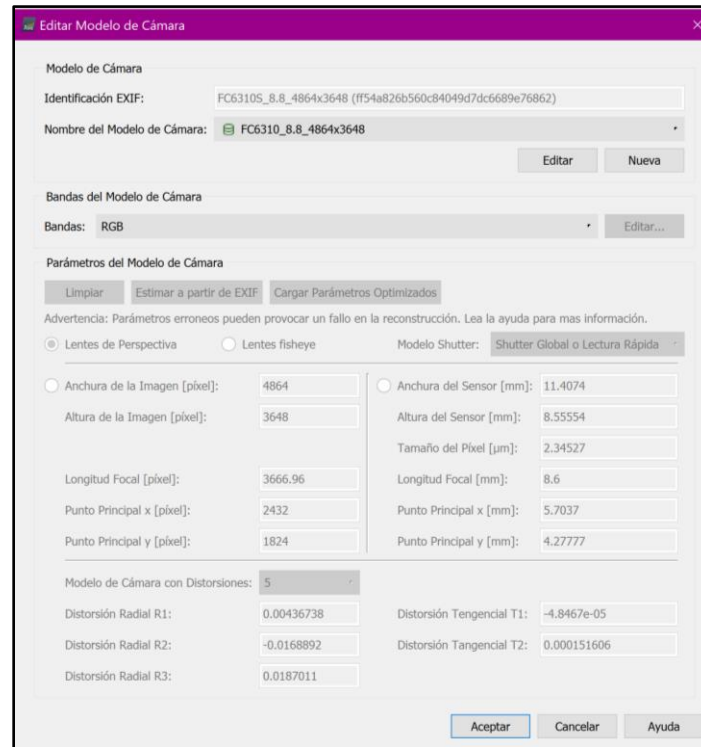 Editar Modelo de Cámara
Modelo de Cámara
Identificación EXIF: FC6310S_8.8_4864x3648 (ff54a826b560c84049d7dc6689e76862)
Nombre del Modelo de Cámara: FC6310_8.8_4864x3648
Editar Nueva
Bandas del Modelo de Cámara
Bandas: RGB Editar...
Parámetros del Modelo de Cámara
Limpiar Estimar a partir de EXIF Cargar Parámetros Optimizados
Advertencia: Parámetros erroneos pueden provocar un fallo en la reconstrucción. Lea la ayuda para mas información.
Lentes de Perspectiva Lentes fisheye Modelo Shutter: Shutter Global o Lectura Rápida
Anchura de la Imagen [píxel]: 4864 Anchura del Sensor [mm]: 11.4074
Altura de la Imagen [píxel]: 3648 Altura del Sensor [mm]: 8.55554
Tamaño del Píxel [µm]: 2.34527
Longitud Focal [píxel]: 3666.96 Longitud Focal [mm]: 8.6
Punto Principal x [píxel]: 2432 Punto Principal x [mm]: 5.7037
Punto Principal y [píxel]: 1824 Punto Principal y [mm]: 4.27777
Modelo de Cámara con Distorsiones: 5
Distorsión Radial R1: 0.00436738 Distorsión Tengencial T1: -4.8467e-05
Distorsión Radial R2: -0.0168892 Distorsión Tangencial T2: 0.000151606
Distorsión Radial R3: 0.0187011
Aceptar Cancelar Ayuda